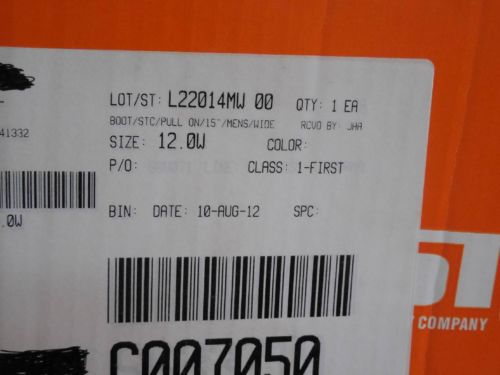 LOT/ST: L22014MW 00 QTY: 1 EA
BOOT/STC/PULL ON/15"/MENS/WIDE RCVD BY: JHA
41332
SIZE: 12.0W COLOR:
P/O: CLASS: 1-FIRST
.0W
BIN: DATE: 10-AUG-12 SPC:
ST
Y COMPANY
C007050